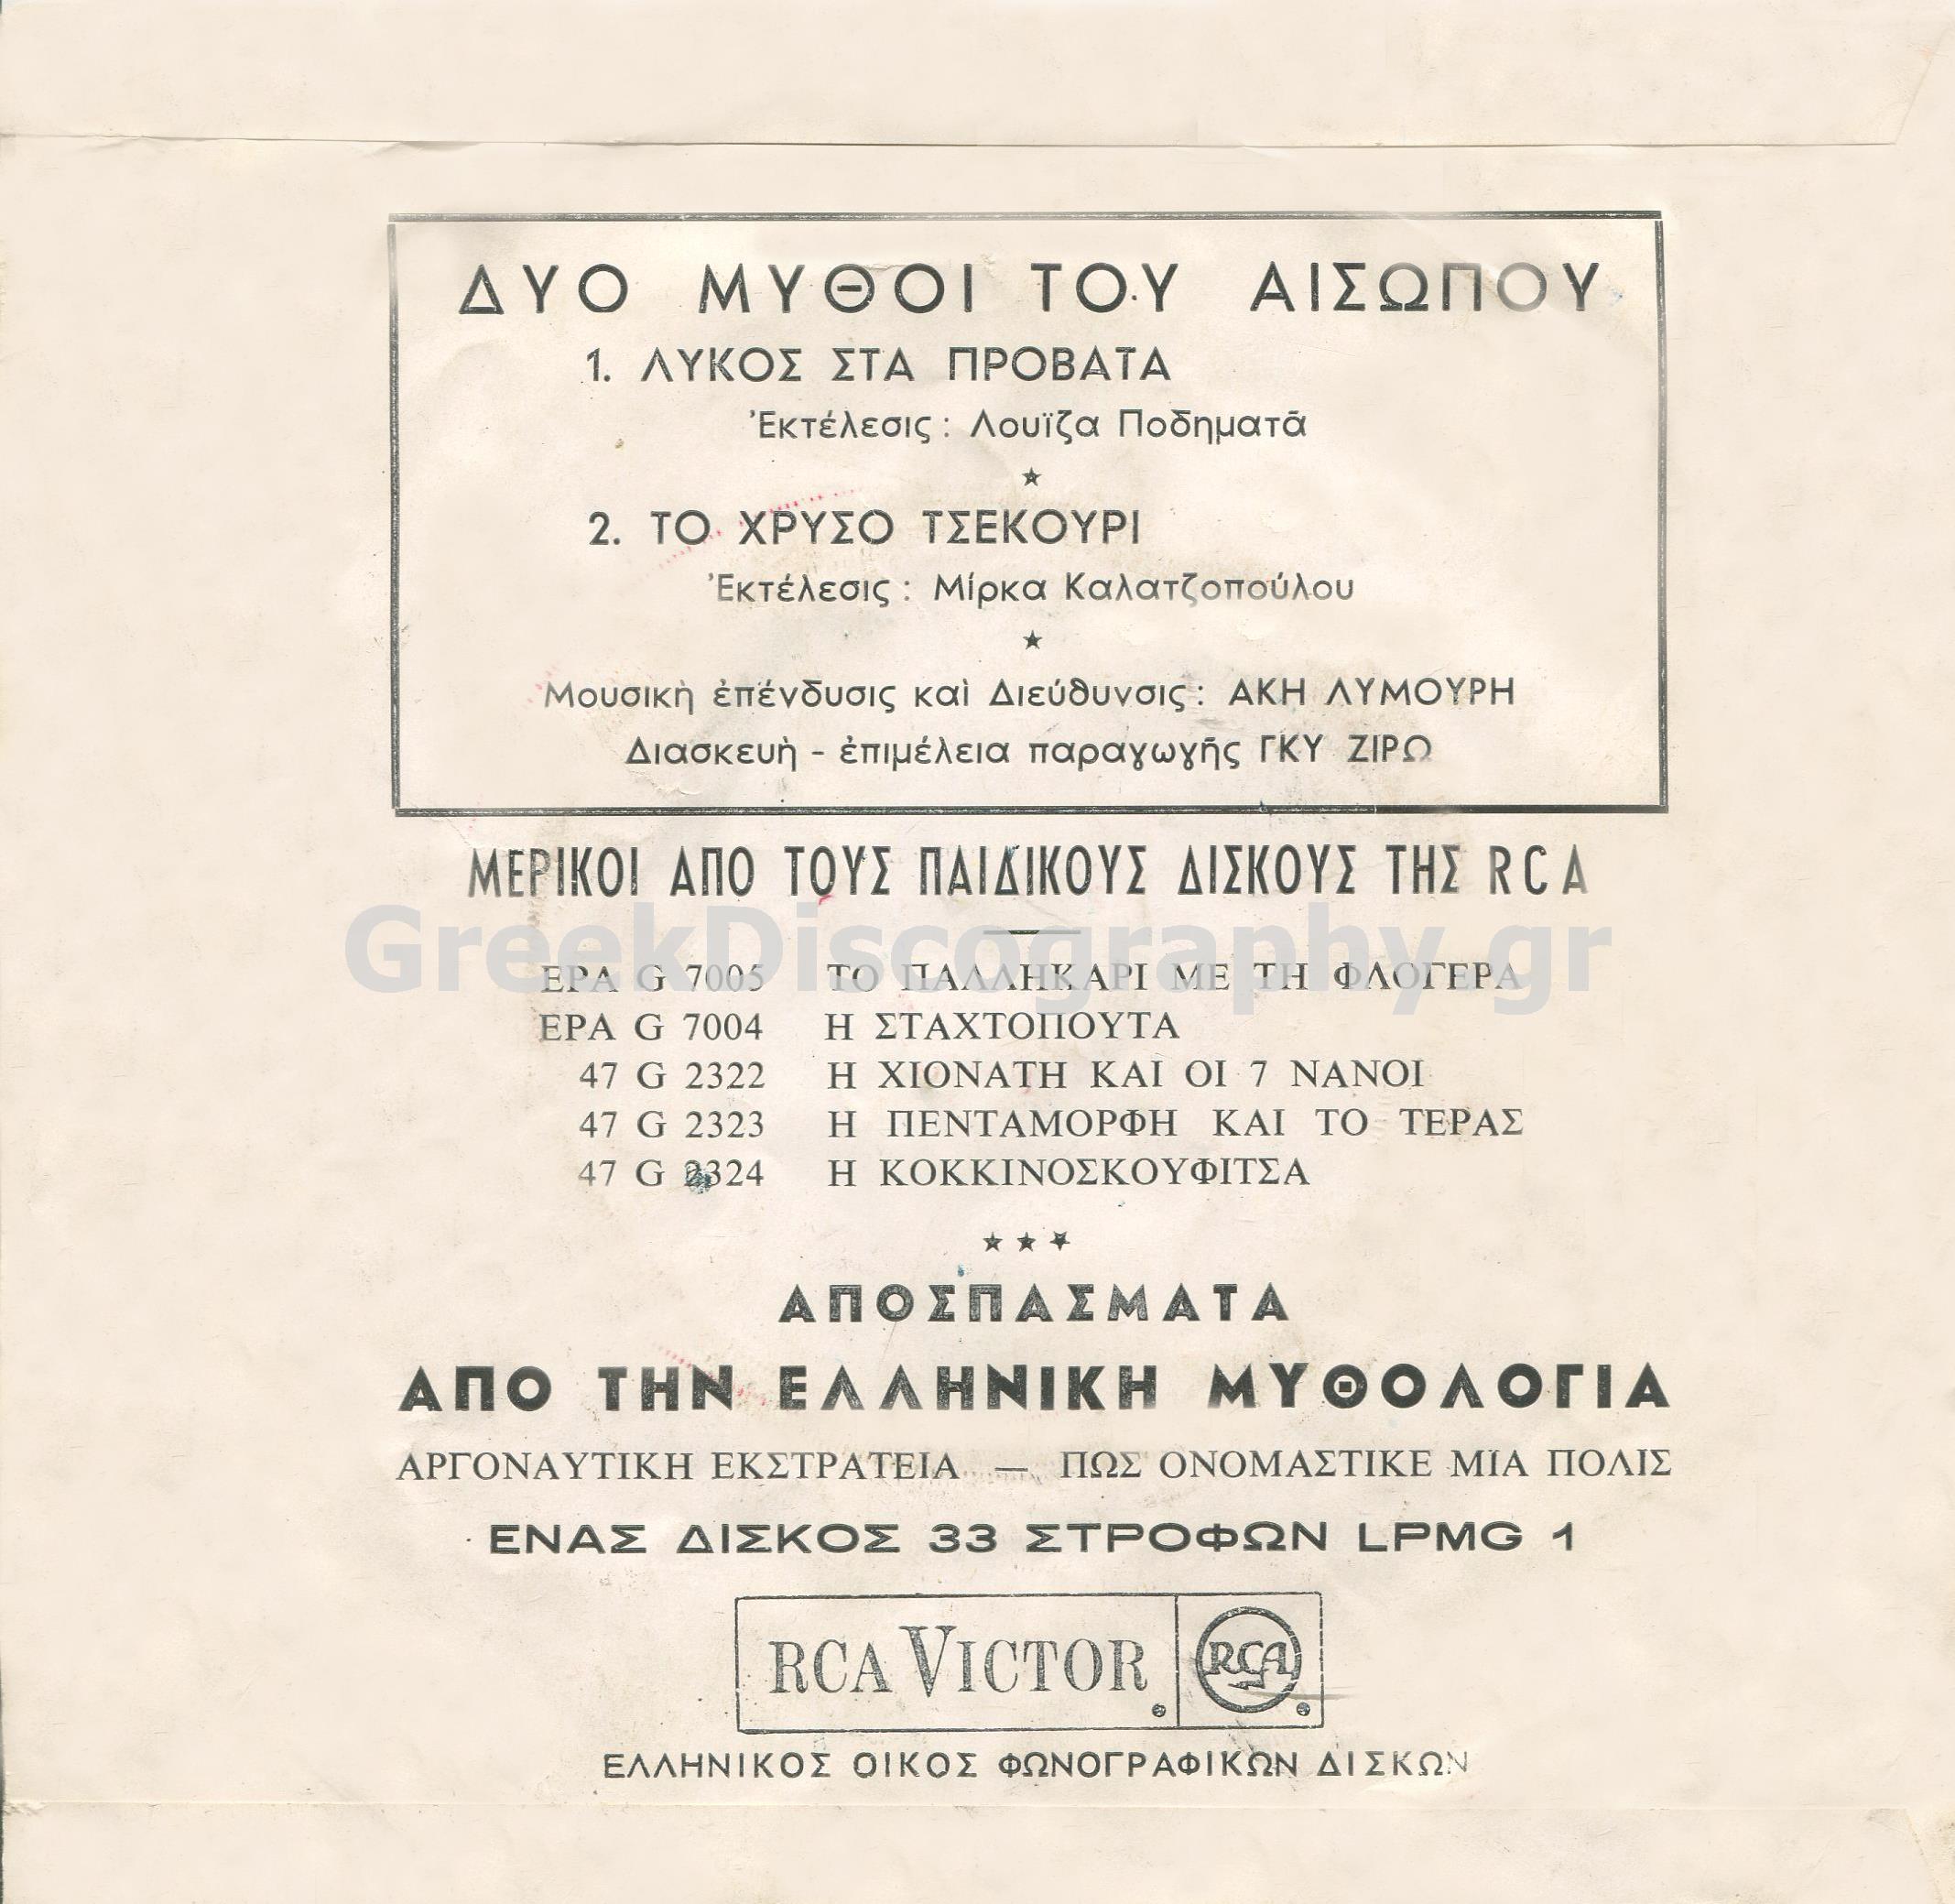 ΔΥΟ ΜΥΘΟΙ ΤΟΥ ΑΙΣΩΠΟΥ
1. ΛΥΚΟΣ ΣΤΑ ΠΡΟΒΑΤΑ
Ἐκτέλεσις : Λουΐζα Ποδηματᾶ
★
2. ΤΟ ΧΡΥΣΟ ΤΣΕΚΟΥΡΙ
Ἐκτέλεσις : Μίρκα Καλατζοπούλου
★
Μουσικὴ ἐπένδυσις καὶ Διεύθυνσις : ΑΚΗ ΛΥΜΟΥΡΗ
Διασκευὴ - ἐπιμέλεια παραγωγῆς ΓΚΥ ΖΙΡΩ
ΜΕΡΙΚΟΙ ΑΠΟ ΤΟΥΣ ΠΑΙΔΙΚΟΥΣ ΔΙΣΚΟΥΣ ΤΗΣ RCA
GreekDiscography.gr
EPA G 7005 ΤΟ ΠΑΛΛΗΚΑΡΙ ΜΕ ΤΗ ΦΛΟΓΕΡΑ
EPA G 7004 Η ΣΤΑΧΤΟΠΟΥΤΑ
47 G 2322 Η ΧΙΟΝΑΤΗ ΚΑΙ ΟΙ 7 ΝΑΝΟΙ
47 G 2323 Η ΠΕΝΤΑΜΟΡΦΗ ΚΑΙ ΤΟ ΤΕΡΑΣ
47 G 2324 Η ΚΟΚΚΙΝΟΣΚΟΥΦΙΤΣΑ
★ ★ ★
ΑΠΟΣΠΑΣΜΑΤΑ
ΑΠΟ ΤΗΝ ΕΛΛΗΝΙΚΗ ΜΥΘΟΛΟΓΙΑ
ΑΡΓΟΝΑΥΤΙΚΗ ΕΚΣΤΡΑΤΕΙΑ — ΠΩΣ ΟΝΟΜΑΣΤΙΚΕ ΜΙΑ ΠΟΛΙΣ
ΕΝΑΣ ΔΙΣΚΟΣ 33 ΣΤΡΟΦΩΝ LPMG 1
RCA VICTOR RCA
ΕΛΛΗΝΙΚΟΣ ΟΙΚΟΣ ΦΩΝΟΓΡΑΦΙΚΩΝ ΔΙΣΚΩΝ